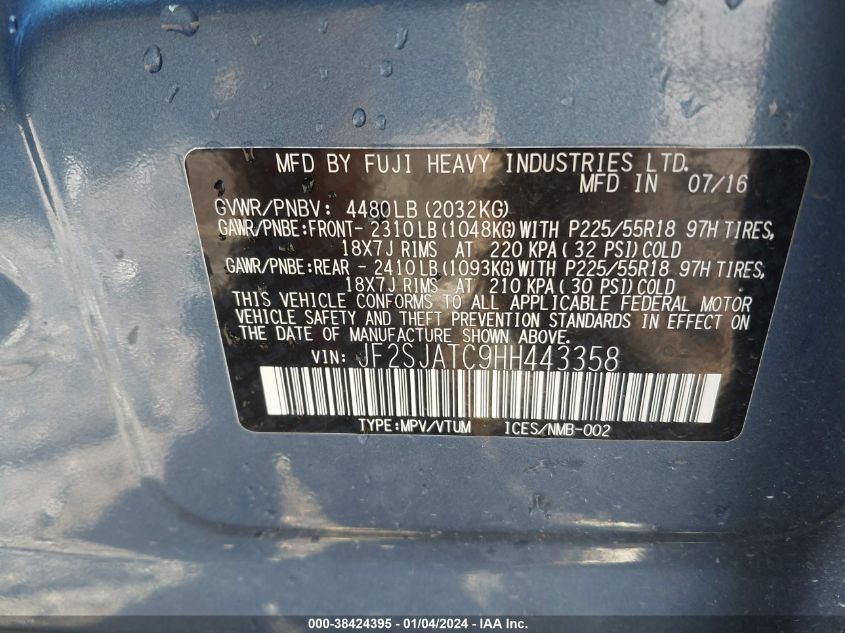 MFD BY FUJI HEAVY INDUSTRIES LTD.
MFD IN 07/16
GVWR/PNBV: 4480LB(2032KG)
GAWR/PNBE:FRONT- 2310LB(1048KG)WITH P225/55R18 97H TIRES,
18X7J RIMS AT 220 KPA(32 PSI)COLD
GAWR/PNBE:REAR - 2410LB(1093KG)WITH P225/55R18 97H TIRES,
18X7J RIMS AT 210 KPA(30 PSI)COLD
THIS VEHICLE CONFORMS TO ALL APPLICABLE FEDERAL MOTOR
VEHICLE SAFETY AND THEFT PREVENTION STANDARDS IN EFFECT ON
THE DATE OF MANUFACTURE SHOWN ABOVE.
VIN: JF2SJATC9HH443358
TYPE:MPV/VTUM ICES/NMB-002
000-38424395 - 01/04/2024 - IAA Inc.